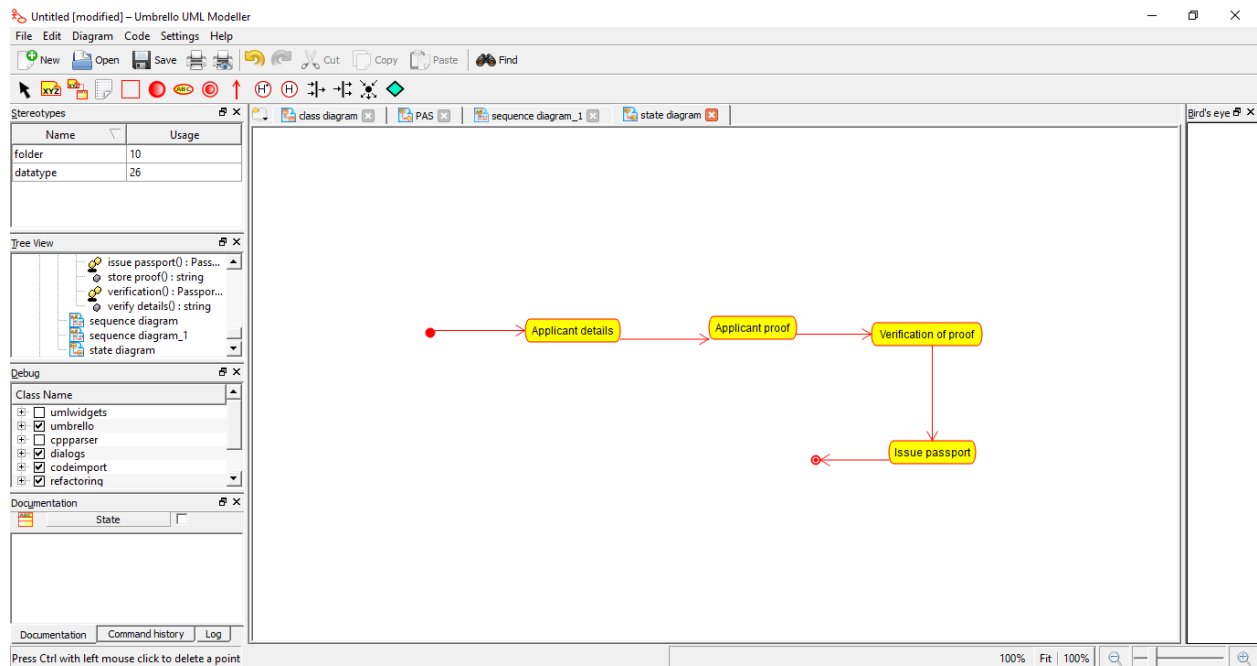 Untitled [modified] – Umbrello UML Modeller
File Edit Diagram Code Settings Help
New Open Save Cut Copy Paste Find
XYZ XYZ ABC H* H
Stereotypes
Name Usage
folder 10
datatype 26
Tree View
issue passport() : Pass...
store proof() : string
verification() : Passpor...
verify details() : string
sequence diagram
sequence diagram_1
state diagram
Debug
Class Name
umlwidgets
umbrello
cppparser
dialogs
codeimport
refactoring
Documentation
ABC State
Documentation Command history Log
Press Ctrl with left mouse click to delete a point
class diagram PAS sequence diagram_1 state diagram
Applicant details
Applicant proof
Verification of proof
Issue passport
Bird's eye
100% Fit 100%